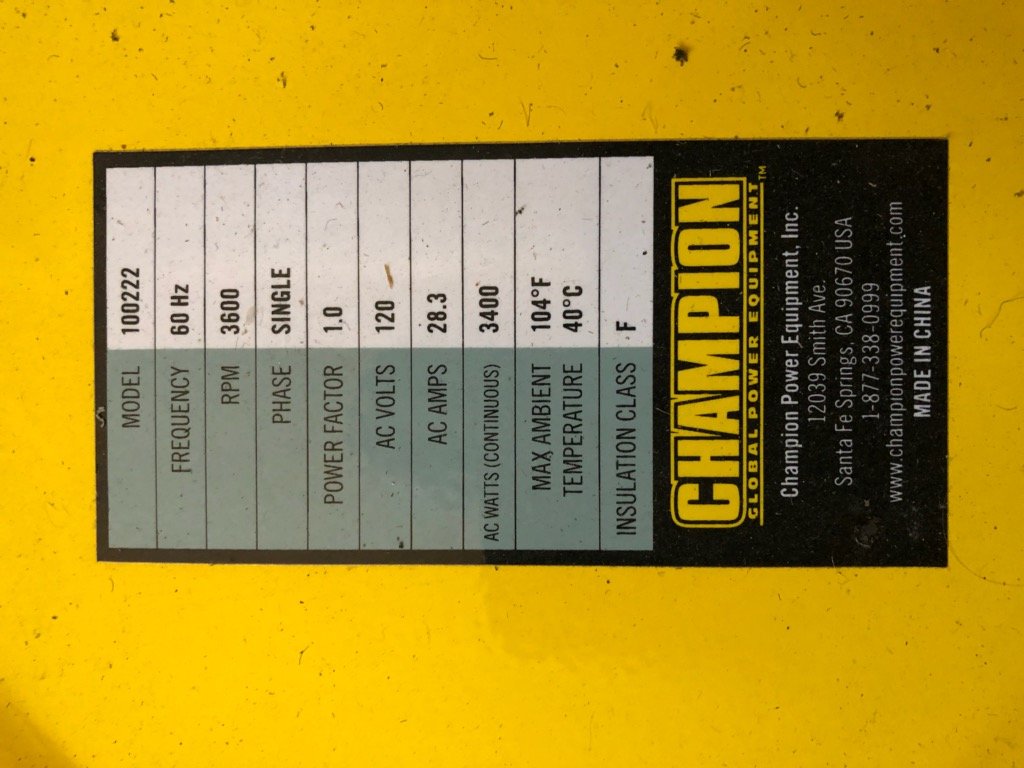 MODEL 100222
FREQUENCY 60 Hz
RPM 3600
PHASE SINGLE
POWER FACTOR 1.0
AC VOLTS 120
AC AMPS 28.3
AC WATTS (CONTINUOUS) 3400
MAX AMBIENT 104°F
TEMPERATURE 40°C
INSULATION CLASS F
CHAMPION
GLOBAL POWER EQUIPMENT™
Champion Power Equipment, Inc.
12039 Smith Ave.
Santa Fe Springs, CA 90670 USA
1-877-338-0999
www.championpowerequipment.com
MADE IN CHINA